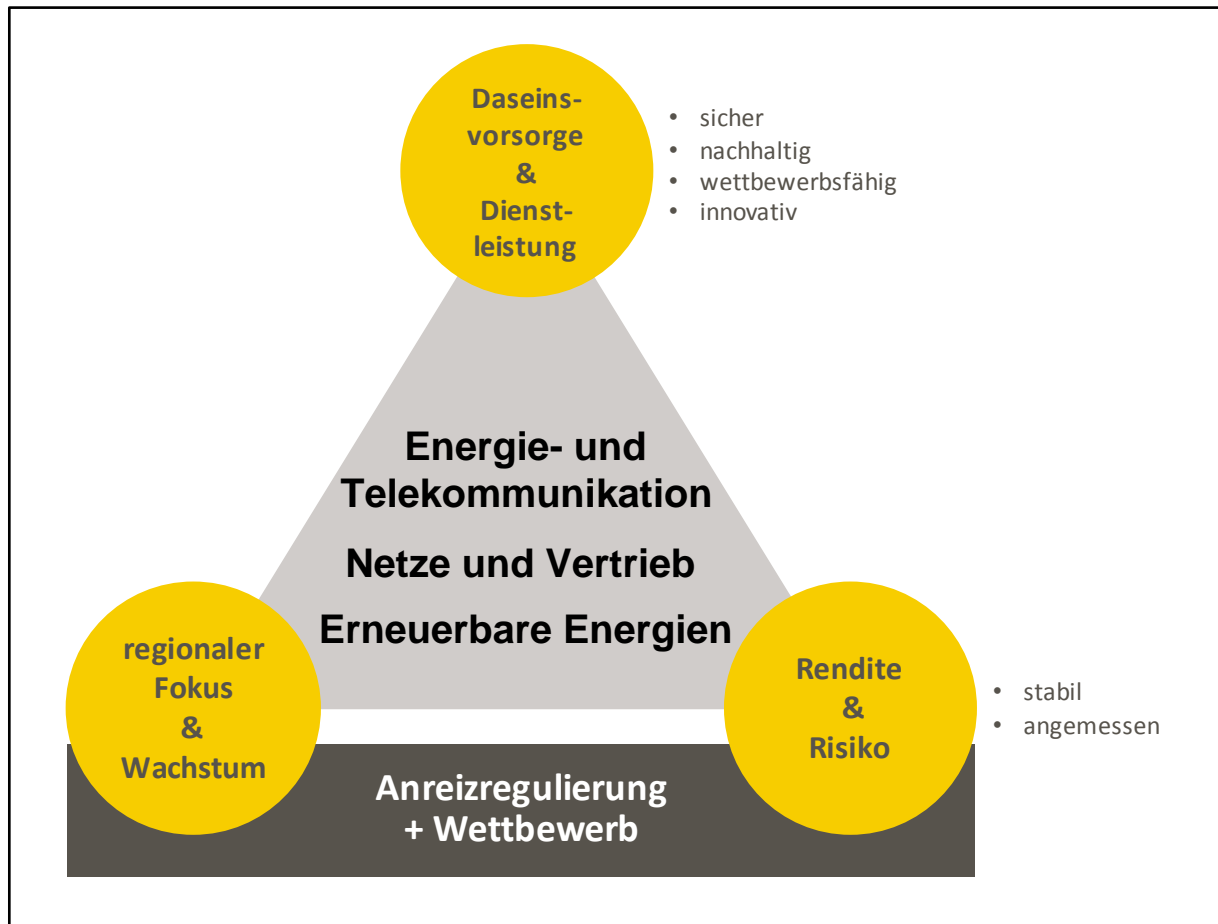 Daseins-
vorsorge
&
Dienst-
leistung
• sicher
• nachhaltig
• wettbewerbsfähig
• innovativ
Energie- und
Telekommunikation
Netze und Vertrieb
Erneuerbare Energien
regionaler
Fokus
&
Wachstum
Rendite
&
Risiko
• stabil
• angemessen
Anreizregulierung
+ Wettbewerb